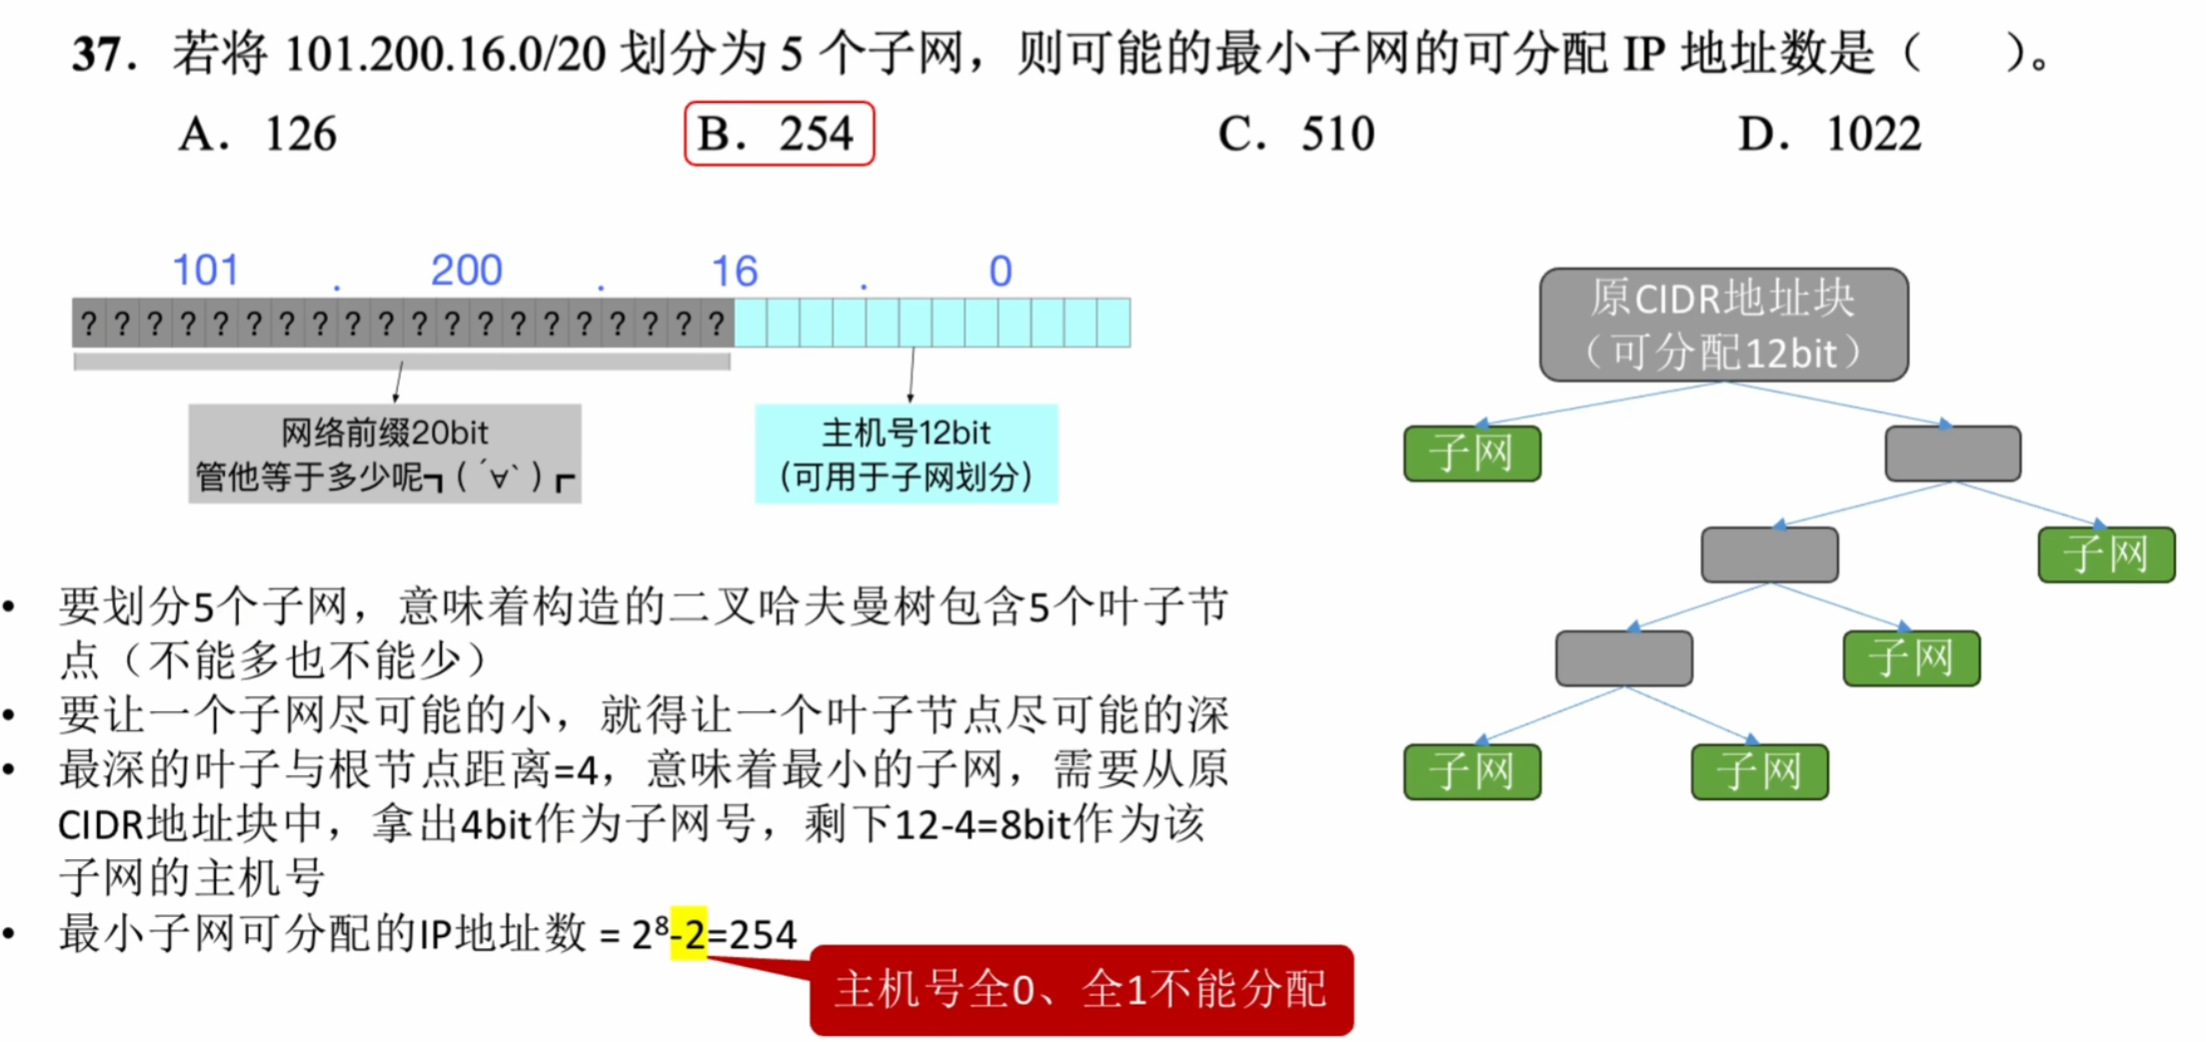 37. 若将 101.200.16.0/20 划分为 5 个子网，则可能的最小子网的可分配 IP 地址数是（ ）。
A. 126 B. 254 C. 510 D. 1022
101 . 200 . 16 . 0
? ? ? ? ? ? ? ? ? ? ? ? ? ? ? ? ? ? ? ?
网络前缀20bit
管他等于多少呢┓( ´∀` )┏
主机号12bit
(可用于子网划分)
原CIDR地址块
（可分配12bit）
子网
子网
子网
子网 子网
• 要划分5个子网，意味着构造的二叉哈夫曼树包含5个叶子节
点（不能多也不能少）
• 要让一个子网尽可能的小，就得让一个叶子节点尽可能的深
• 最深的叶子与根节点距离=4，意味着最小的子网，需要从原
CIDR地址块中，拿出4bit作为子网号，剩下12-4=8bit作为该
子网的主机号
• 最小子网可分配的IP地址数 = 2⁸-2=254
主机号全0、全1不能分配